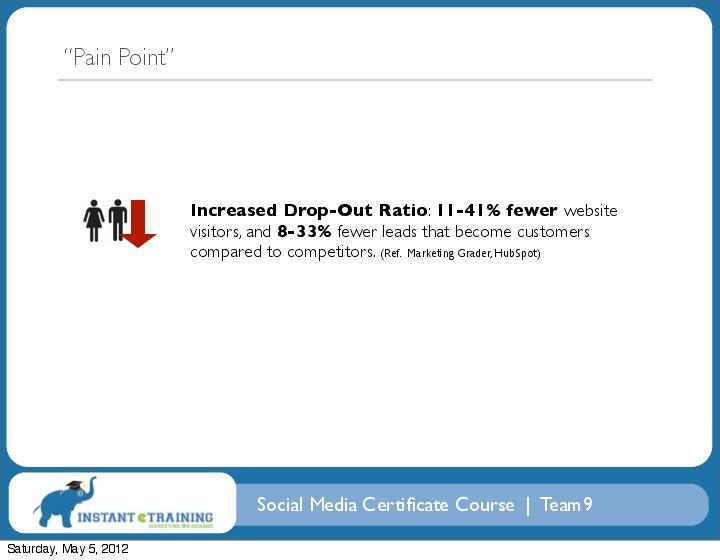 “Pain Point”
Increased Drop-Out Ratio: 11-41% fewer website
visitors, and 8-33% fewer leads that become customers
compared to competitors. (Ref. Marketing Grader, HubSpot)
INSTANT eTRAINING
MARKETING ON DEMAND
Social Media Certificate Course | Team9
Saturday, May 5, 2012